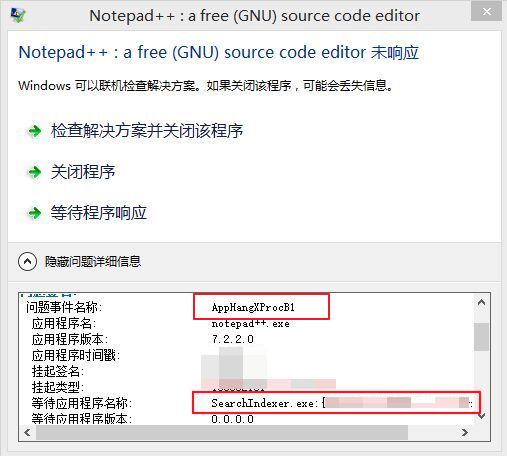 Notepad++ : a free (GNU) source code editor
Notepad++ : a free (GNU) source code editor 未响应
Windows 可以联机检查解决方案。如果关闭该程序，可能会丢失信息。
检查解决方案并关闭该程序
关闭程序
等待程序响应
隐藏问题详细信息
问题事件名称: AppHangXProcB1
应用程序名: notepad++.exe
应用程序版本: 7.2.2.0
应用程序时间戳:
挂起签名:
挂起类型:
等待应用程序名称: SearchIndexer.exe:{
等待应用程序版本: 0.0.0.0